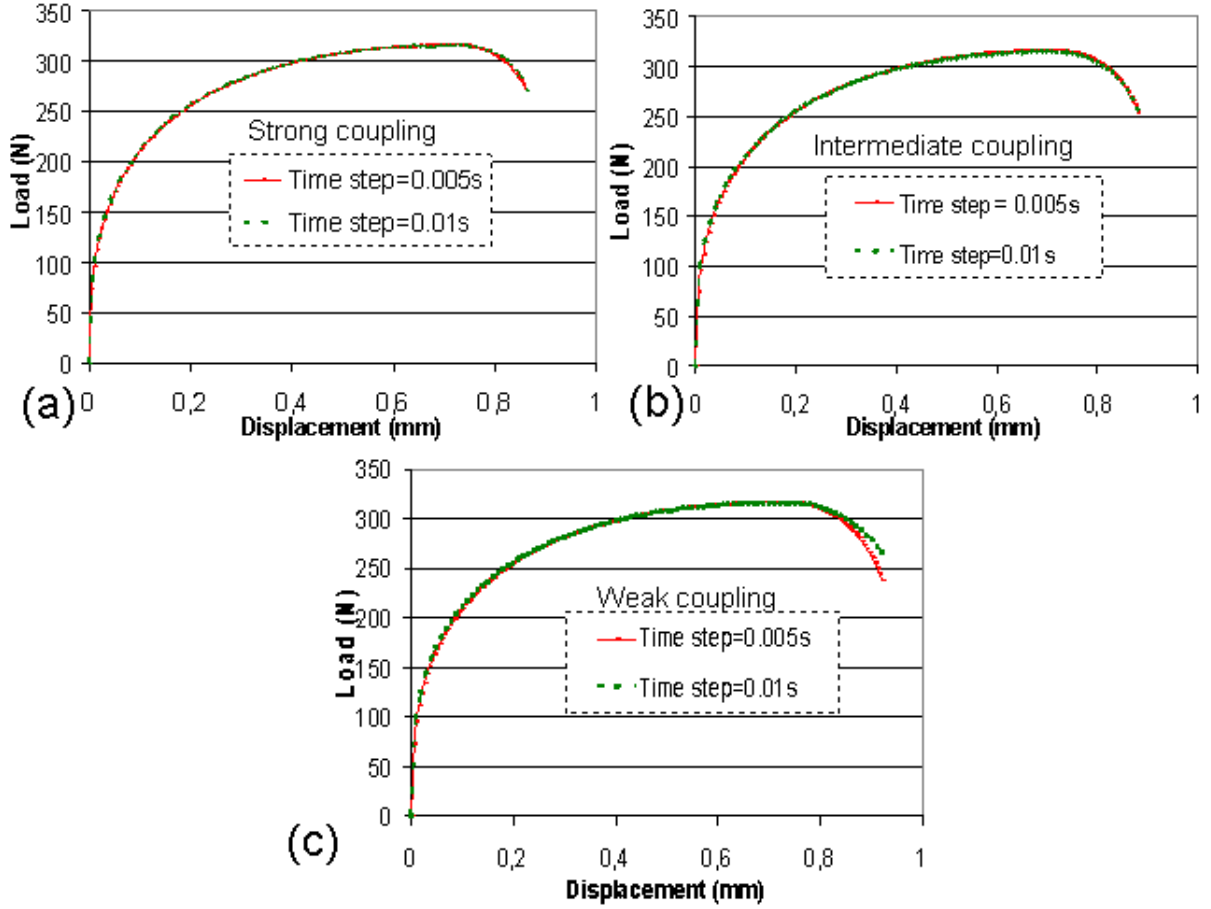 350
300
250
200
150
100
50
0
Load (N)
Strong coupling
Time step=0.005s
Time step=0.01s
0 0,2 0,4 0,6 0,8 1
Displacement (mm)
(a)
350
300
250
200
150
100
50
0
Load (N)
Intermediate coupling
Time step = 0.005s
Time step=0.01s
0 0,2 0,4 0,6 0,8 1
Displacement (mm)
(b)
350
300
250
200
150
100
50
0
Load (N)
Weak coupling
Time step=0.005s
Time step=0.01s
0 0,2 0,4 0,6 0,8 1
Displacement (mm)
(c)